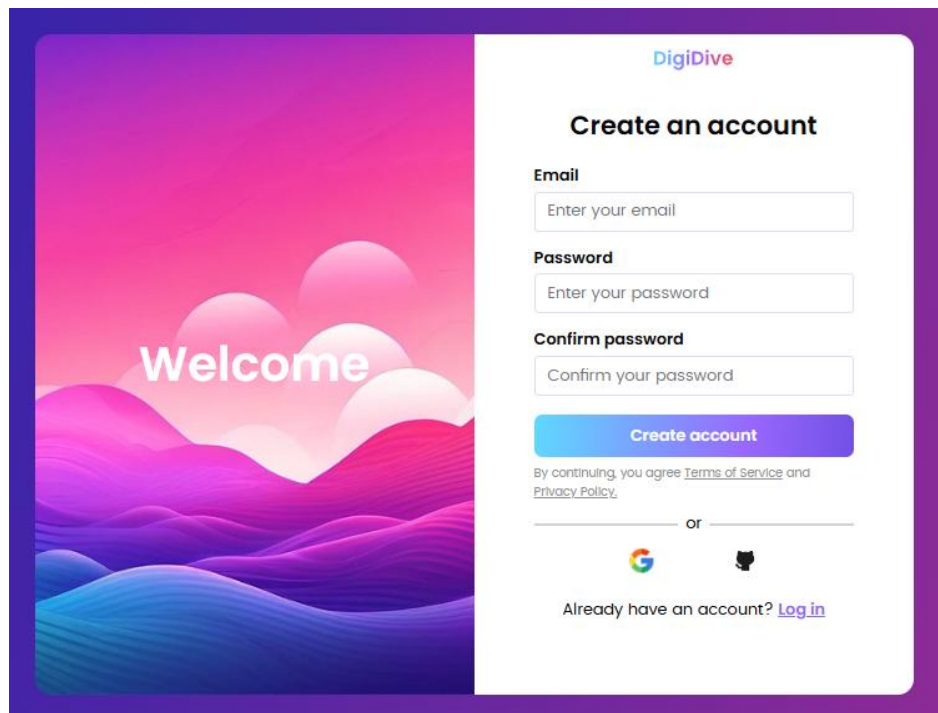 DigiDive
Create an account
Email
Enter your email
Password
Enter your password
Confirm password
Confirm your password
Create account
By continuing, you agree Terms of Service and
Privacy Policy.
or
Already have an account? Log in
Welcome